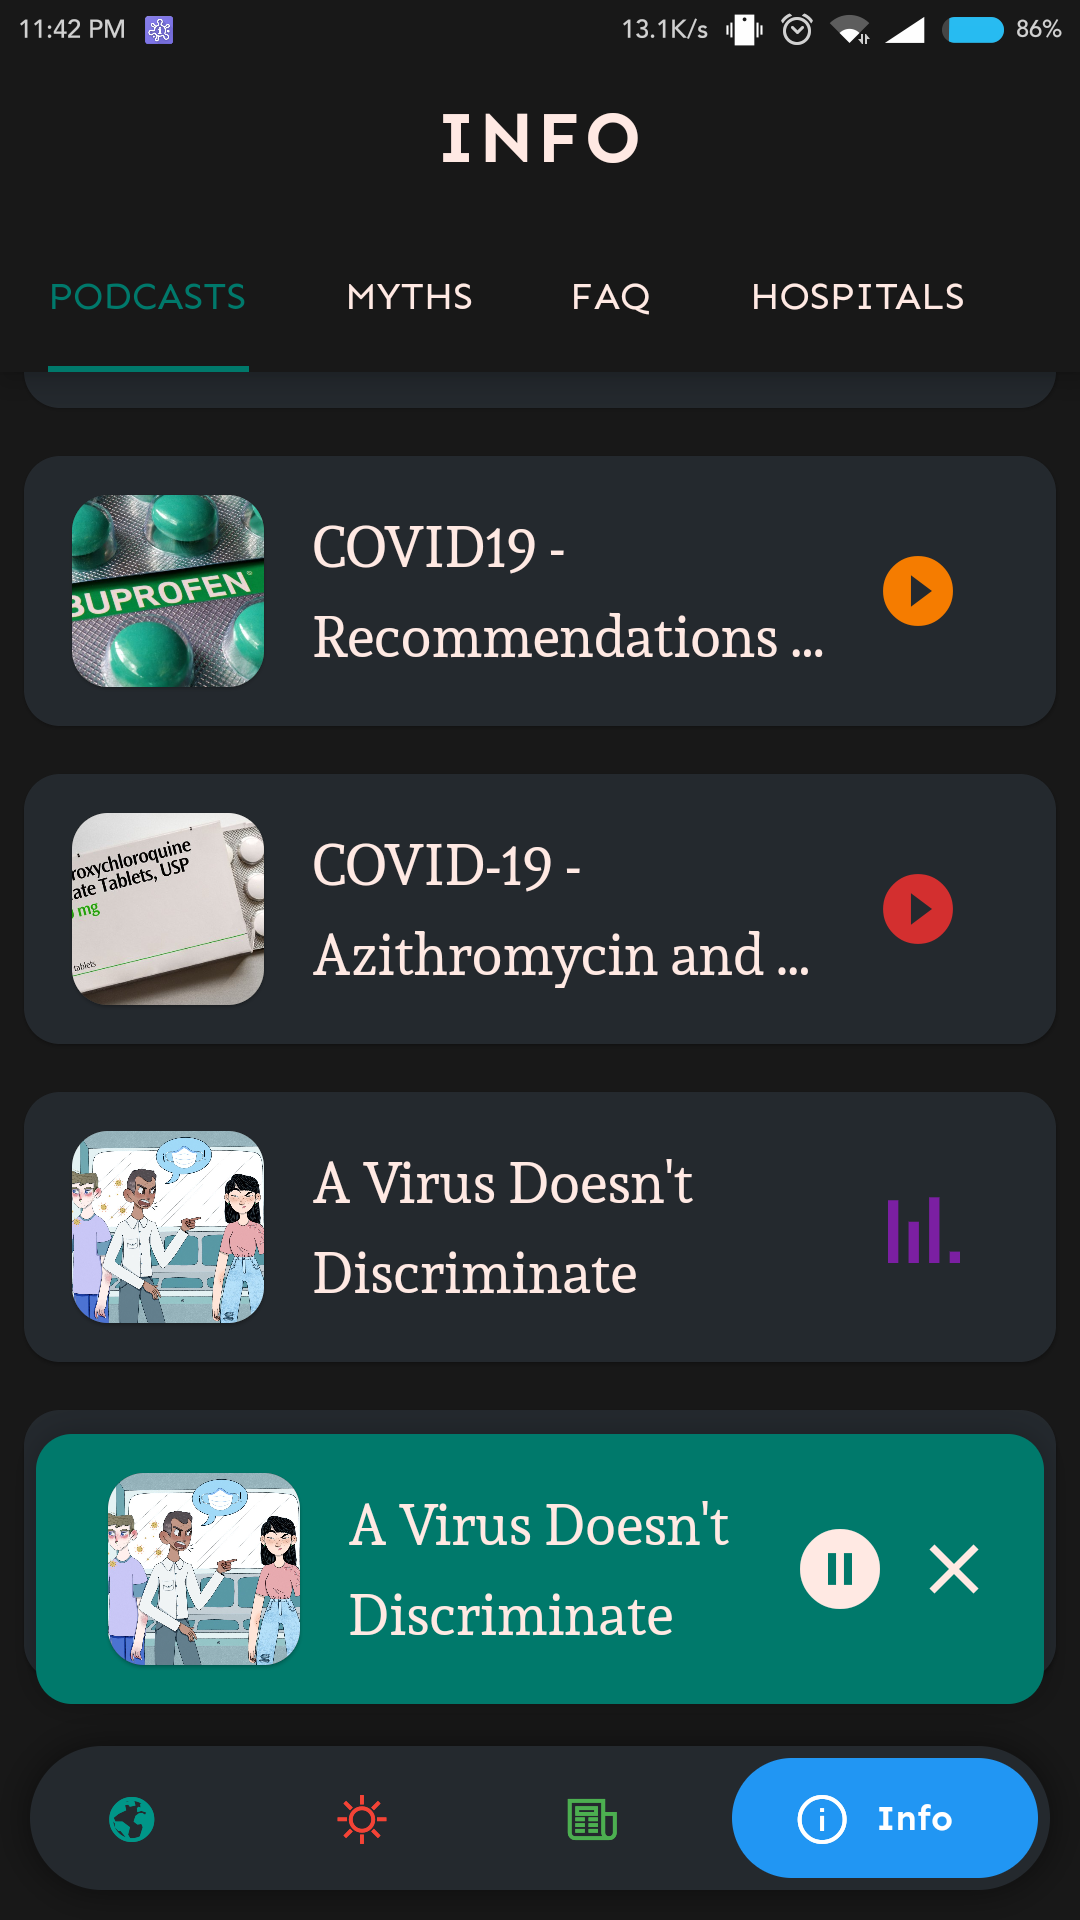 11:42 PM 13.1K/s 86%
INFO
PODCASTS MYTHS FAQ HOSPITALS
BUPROFEN
COVID19 -
Recommendations ...
roxychloroquine
ate Tablets, USP
mg
tablets
COVID-19 -
Azithromycin and ...
A Virus Doesn't
Discriminate
A Virus Doesn't
Discriminate
Info